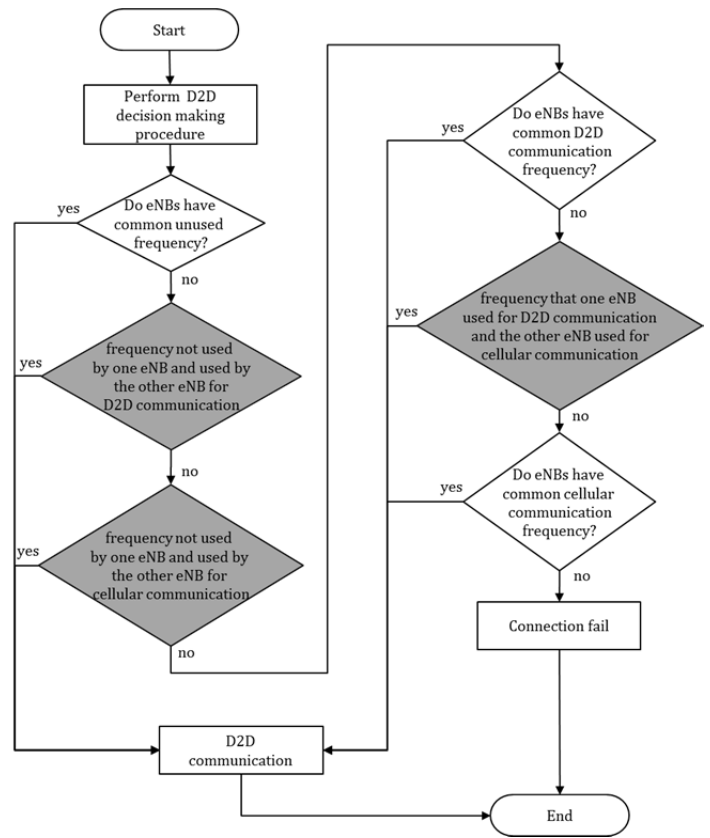 Start
Perform D2D
decision making
procedure
yes
Do eNBs have
common unused
frequency?
no
yes
frequency not used
by one eNB and used by
the other eNB for
D2D communication
no
yes
frequency not used
by one eNB and used by
the other eNB for
cellular communication
no
yes
Do eNBs have
common D2D
communication
frequency?
no
yes
frequency that one eNB
used for D2D communication
and the other eNB used for
cellular communication
no
yes
Do eNBs have
common cellular
communication
frequency?
no
Connection fail
D2D
communication
End